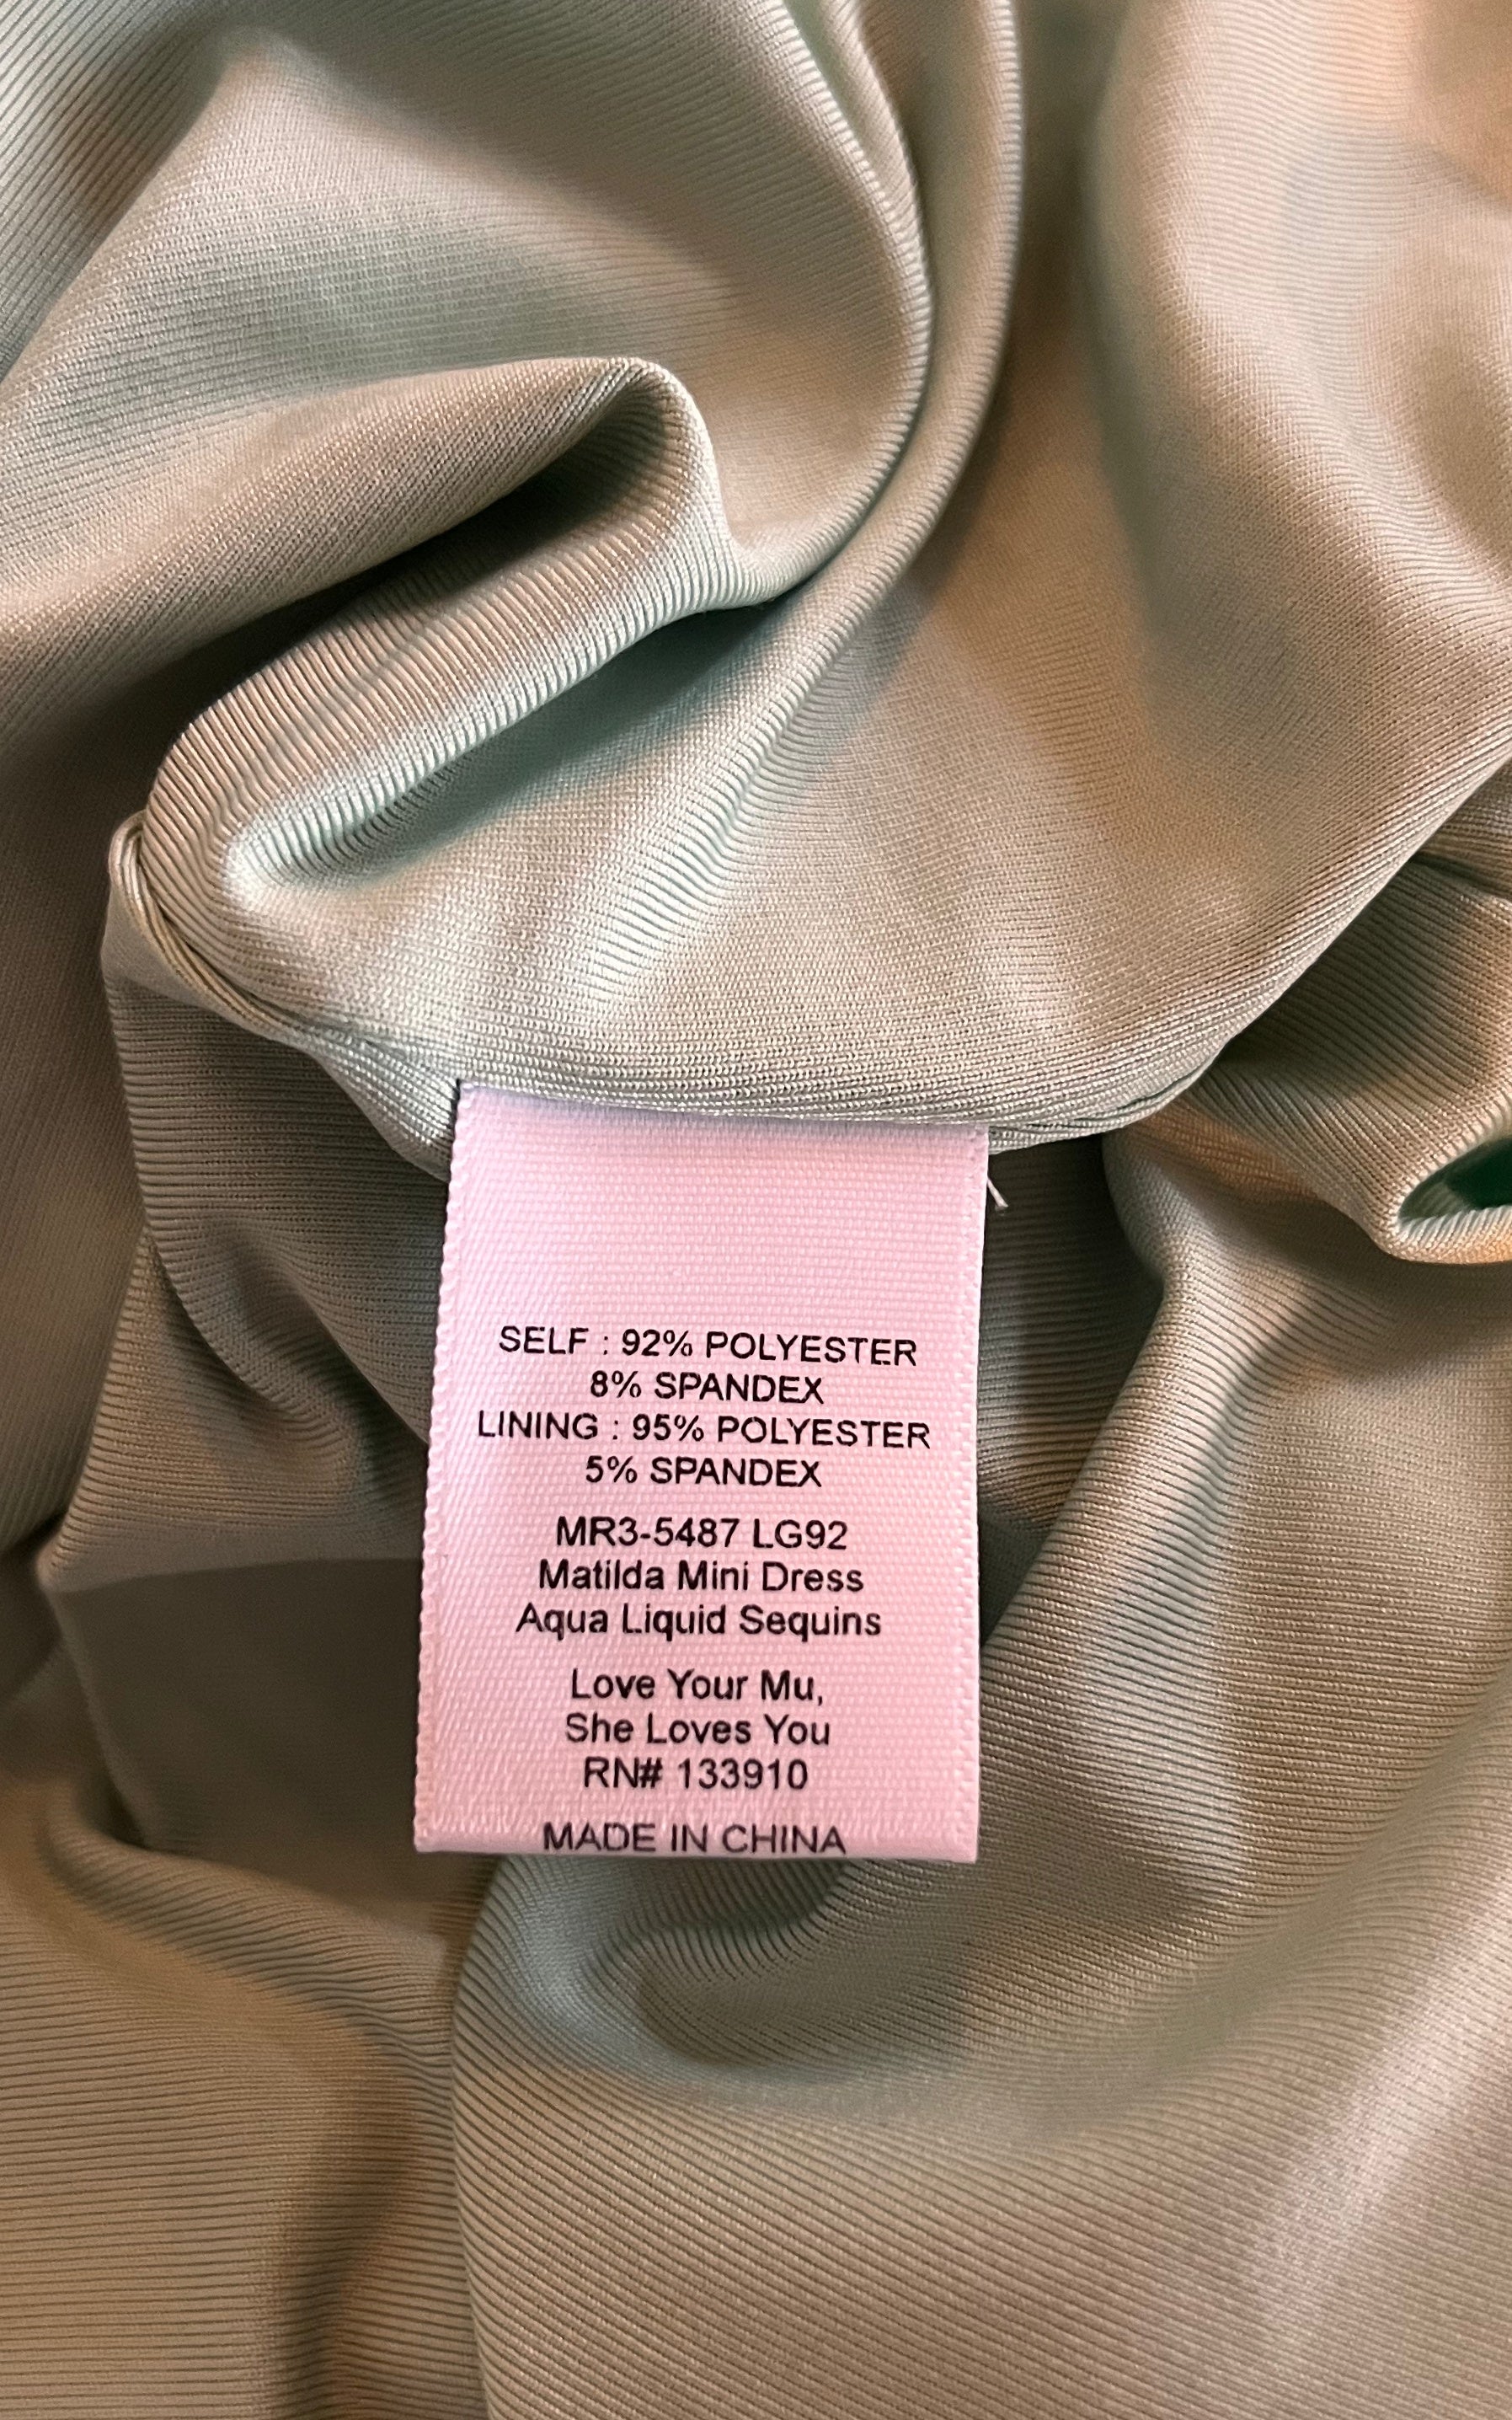 SELF : 92% POLYESTER
8% SPANDEX
LINING : 95% POLYESTER
5% SPANDEX
MR3-5487 LG92
Matilda Mini Dress
Aqua Liquid Sequins
Love Your Mu,
She Loves You
RN# 133910
MADE IN CHINA